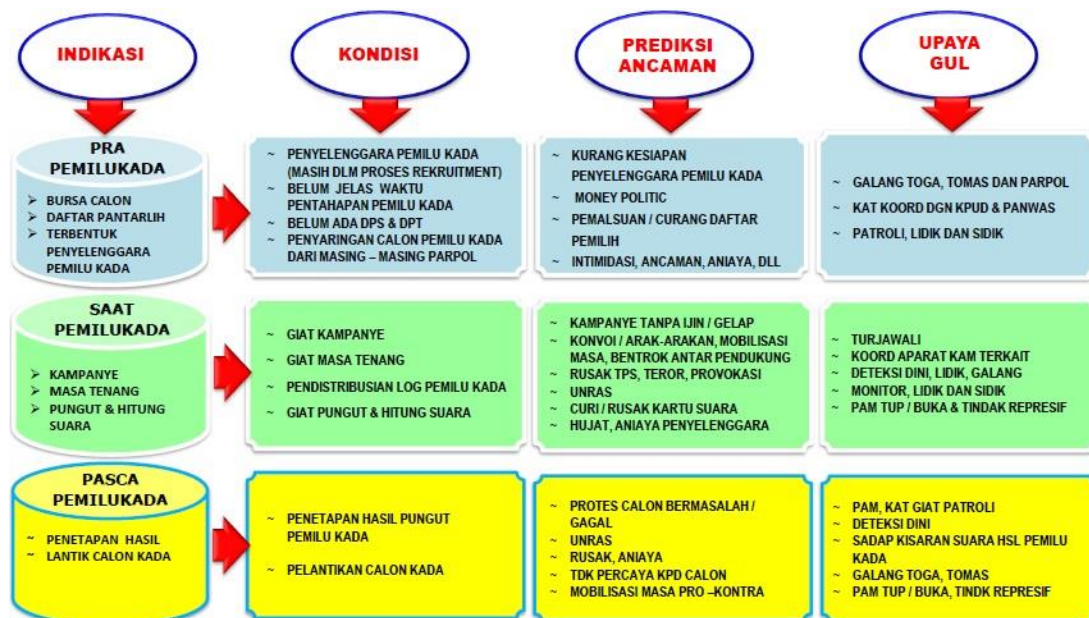 INDIKASI
KONDISI
PREDIKSI
ANCAMAN
UPAYA
GUL
PRA
PEMILUKADA
➢ BURSA CALON
➢ DAFTAR PANTARLIH
➢ TERBENTUK
PENYELENGGARA
PEMILU KADA
~ PENYELENGGARA PEMILU KADA
(MASIH DLM PROSES REKRUITMENT)
~ BELUM JELAS WAKTU
PENTAHAPAN PEMILU KADA
~ BELUM ADA DPS & DPT
~ PENYARINGAN CALON PEMILU KADA
DARI MASING – MASING PARPOL
~ KURANG KESIAPAN
PENYELENGGARA PEMILU KADA
~ MONEY POLITIC
~ PEMALSUAN / CURANG DAFTAR
PEMILIH
~ INTIMIDASI, ANCAMAN, ANIAYA, DLL
~ GALANG TOGA, TOMAS DAN PARPOL
~ KAT KOORD DGN KPUD & PANWAS
~ PATROLI, LIDIK DAN SIDIK
SAAT
PEMILUKADA
➢ KAMPANYE
➢ MASA TENANG
➢ PUNGUT & HITUNG
SUARA
~ GIAT KAMPANYE
~ GIAT MASA TENANG
~ PENDISTRIBUSIAN LOG PEMILU KADA
~ GIAT PUNGUT & HITUNG SUARA
~ KAMPANYE TANPA IJIN / GELAP
~ KONVOI / ARAK-ARAKAN, MOBILISASI
MASA, BENTROK ANTAR PENDUKUNG
~ RUSAK TPS, TEROR, PROVOKASI
~ UNRAS
~ CURI / RUSAK KARTU SUARA
~ HUJAT, ANIAYA PENYELENGGARA
~ TURJAWALI
~ KOORD APARAT KAM TERKAIT
~ DETEKSI DINI, LIDIK, GALANG
~ MONITOR, LIDIK DAN SIDIK
~ PAM TUP / BUKA & TINDAK REPRESIF
PASCA
PEMILUKADA
~ PENETAPAN HASIL
~ LANTIK CALON KADA
~ PENETAPAN HASIL PUNGUT
PEMILU KADA
~ PELANTIKAN CALON KADA
~ PROTES CALON BERMASALAH /
GAGAL
~ UNRAS
~ RUSAK, ANIAYA
~ TDK PERCAYA KPD CALON
~ MOBILISASI MASA PRO –KONTRA
~ PAM, KAT GIAT PATROLI
~ DETEKSI DINI
~ SADAP KISARAN SUARA HSL PEMILU
KADA
~ GALANG TOGA, TOMAS
~ PAM TUP / BUKA, TINDK REPRESIF